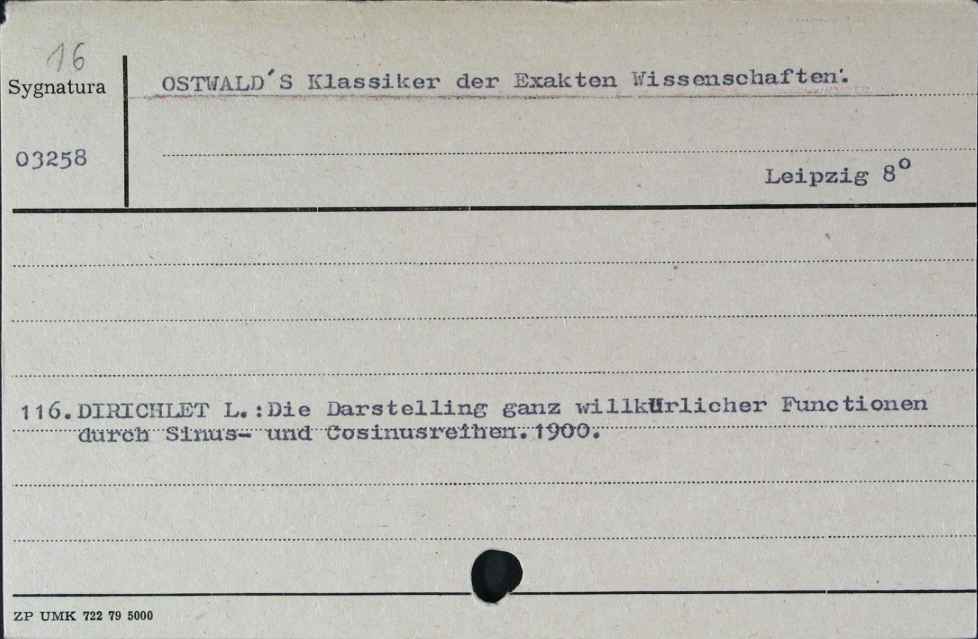 16
Sygnatura
OSTWALD´S Klassiker der Exakten Wissenschaften.
03258
Leipzig 8°
116. DIRICHLET L.:Die Darstelling ganz willkürlicher Functionen
durch Sinus- und Cosinusreihen.1900.
ZP UMK 722 79 5000